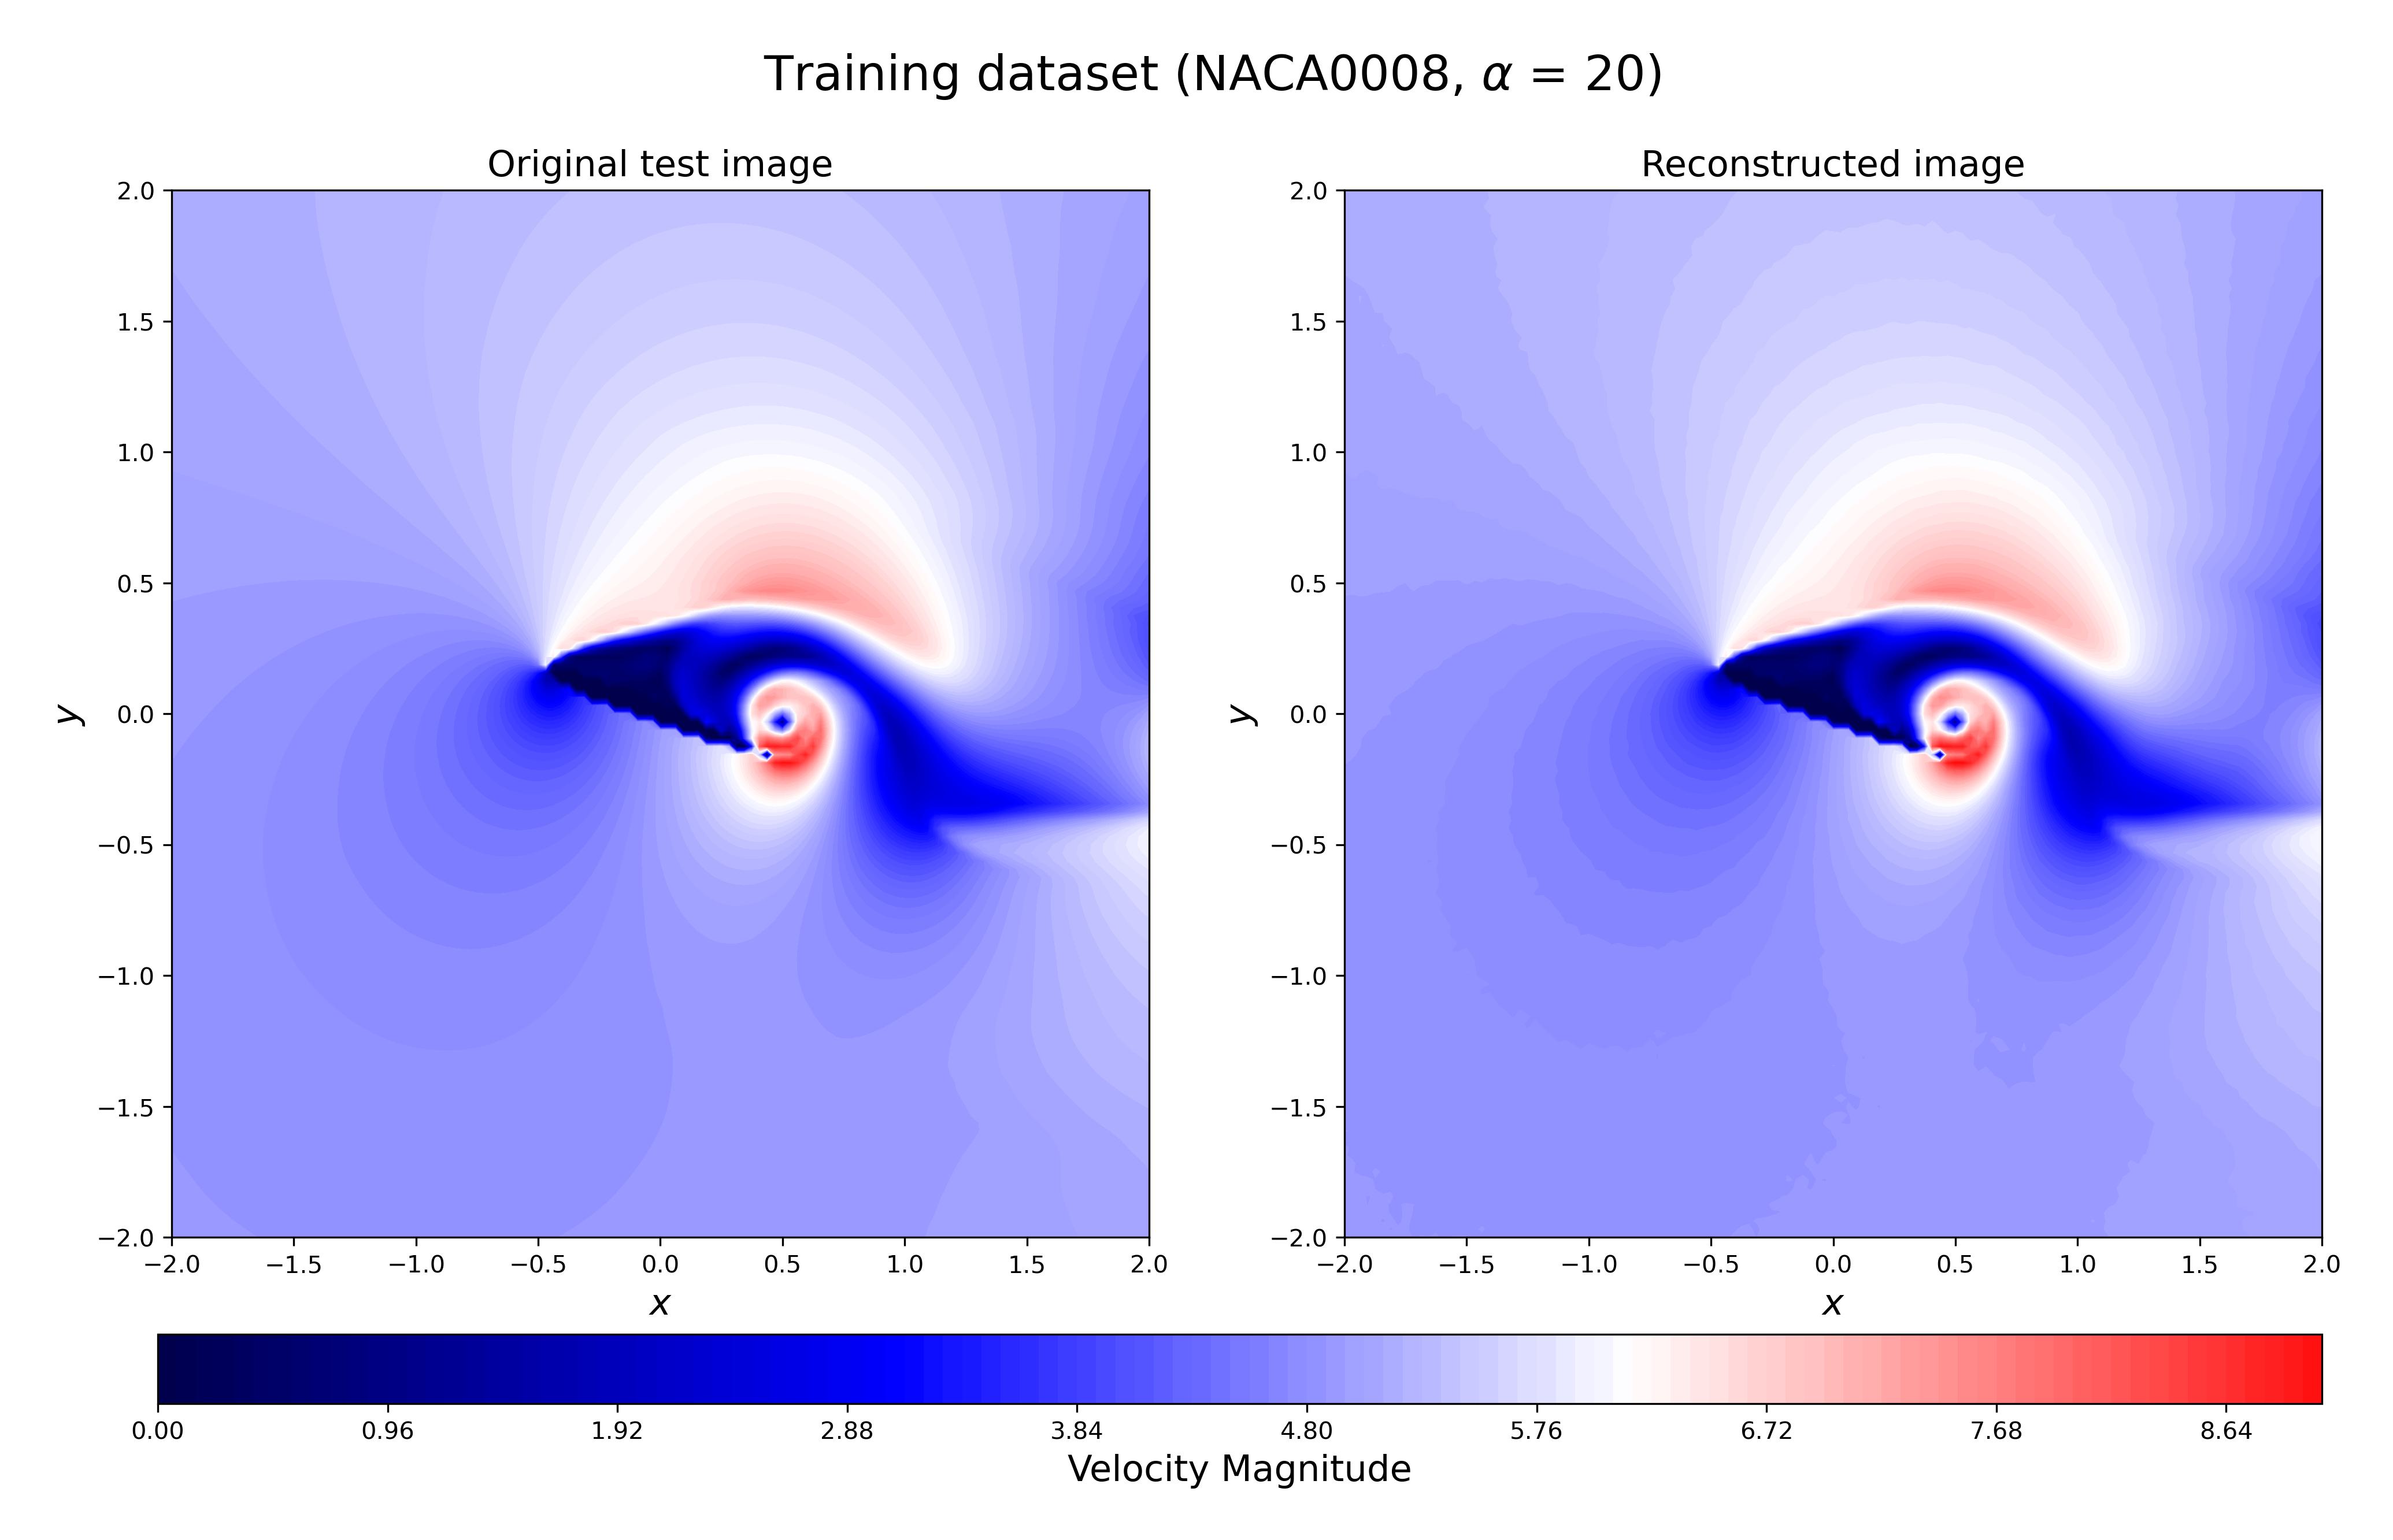 Training dataset (NACA0008, α = 20)
Original test image
2.0
1.5
1.0
0.5
0.0
−0.5
−1.0
−1.5
−2.0
y
−2.0 −1.5 −1.0 −0.5 0.0 0.5 1.0 1.5 2.0
x
Reconstructed image
2.0
1.5
1.0
0.5
0.0
−0.5
−1.0
−1.5
−2.0
y
−2.0 −1.5 −1.0 −0.5 0.0 0.5 1.0 1.5 2.0
x
0.00 0.96 1.92 2.88 3.84 4.80 5.76 6.72 7.68 8.64
Velocity Magnitude